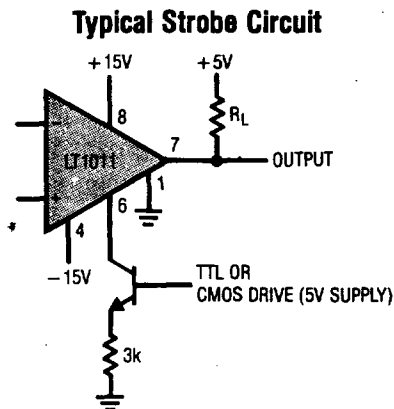 Typical Strobe Circuit
+15V
+5V
8
RL
7
LT1011
OUTPUT
1
6
*
4
−15V
TTL OR
CMOS DRIVE (5V SUPPLY)
3k